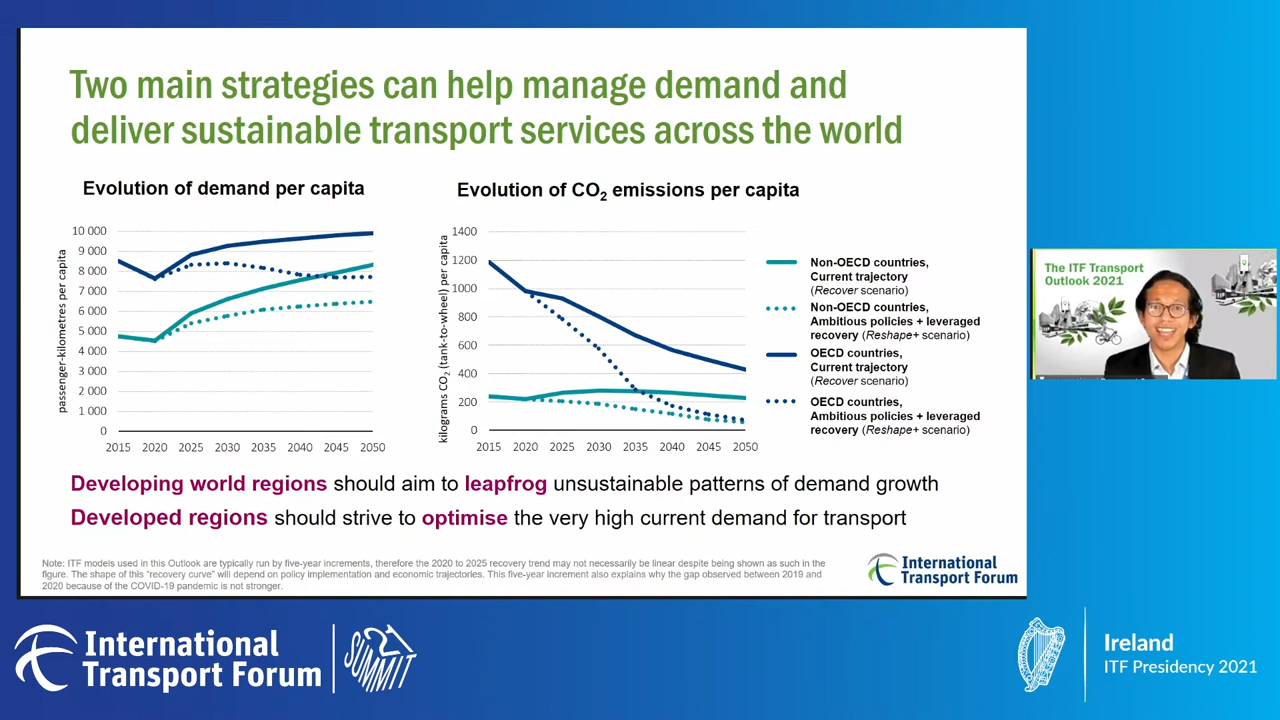 Two main strategies can help manage demand and
deliver sustainable transport services across the world
Evolution of demand per capita
passenger-kilometres per capita
10 000
9 000
8 000
7 000
6 000
5 000
4 000
3 000
2 000
1 000
0
2015 2020 2025 2030 2035 2040 2045 2050
Evolution of CO2 emissions per capita
kilograms CO2 (tank-to-wheel) per capita
1400
1200
1000
800
600
400
200
0
2015 2020 2025 2030 2035 2040 2045 2050
Non-OECD countries,
Current trajectory
(Recover scenario)
Non-OECD countries,
Ambitious policies + leveraged
recovery (Reshape+ scenario)
OECD countries,
Current trajectory
(Recover scenario)
OECD countries,
Ambitious policies + leveraged
recovery (Reshape+ scenario)
Developing world regions should aim to leapfrog unsustainable patterns of demand growth
Developed regions should strive to optimise the very high current demand for transport
Note: ITF models used in this Outlook are typically run by five-year increments, therefore the 2020 to 2025 recovery trend may not necessarily be linear despite being shown as such in the
figure. The shape of this "recovery curve" will depend on policy implementation and economic trajectories. This five-year increment also explains why the gap observed between 2019 and
2020 because of the COVID-19 pandemic is not stronger.
International
Transport Forum
The ITF Transport
Outlook 2021
International
Transport Forum
SUMMIT
Ireland
ITF Presidency 2021